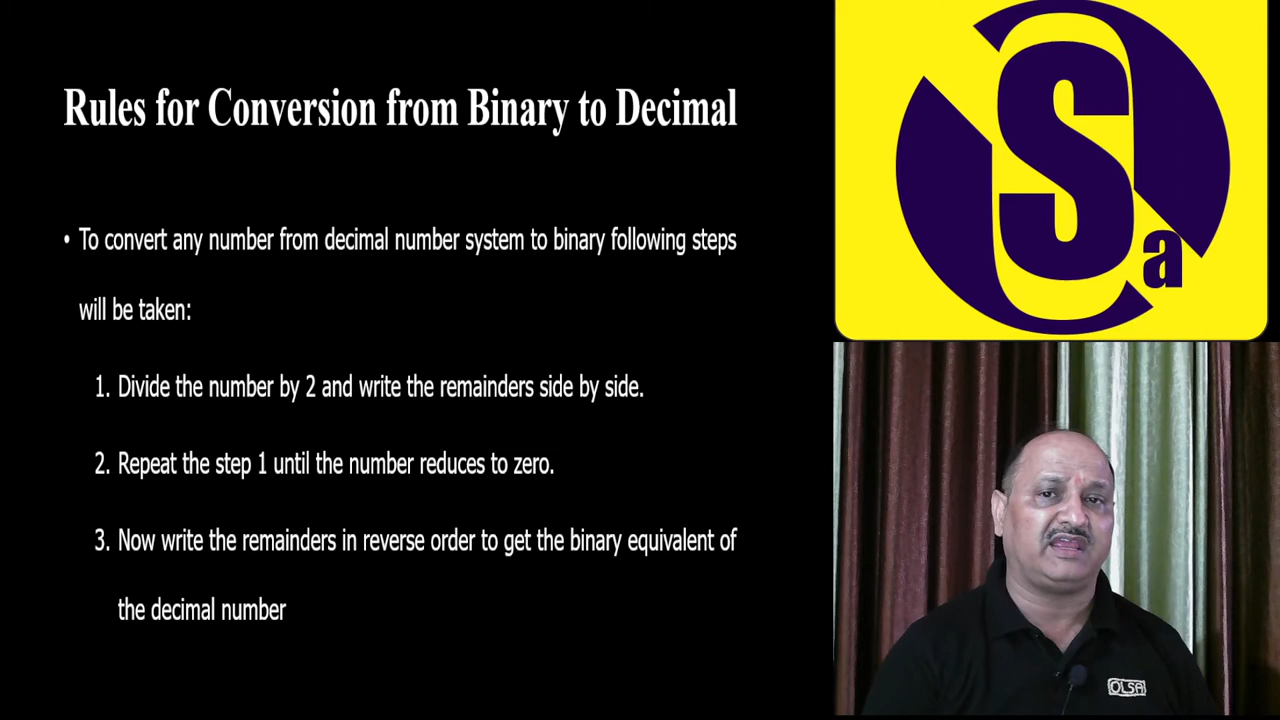 Rules for Conversion from Binary to Decimal
• To convert any number from decimal number system to binary following steps
will be taken:
1. Divide the number by 2 and write the remainders side by side.
2. Repeat the step 1 until the number reduces to zero.
3. Now write the remainders in reverse order to get the binary equivalent of
the decimal number
S
a
OLSA